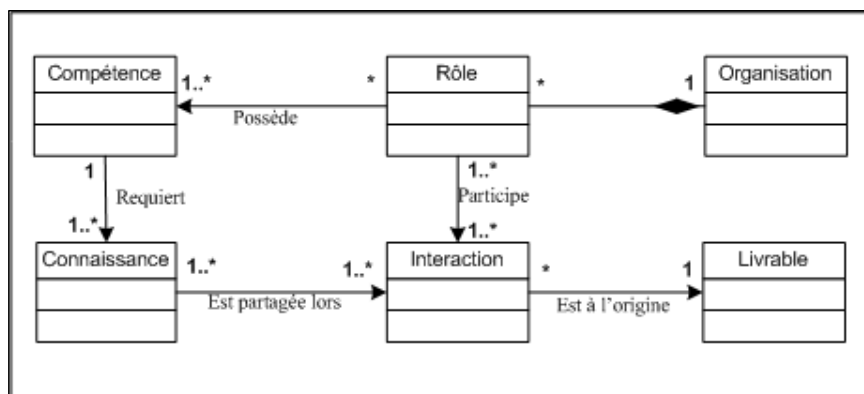 Compétence
Rôle
Organisation
1..*
*
*
1
Possède
1
1..*
Requiert
Participe
1..*
1..*
Connaissance
Interaction
Livrable
1..*
1..*
*
1
Est partagée lors
Est à l'origine